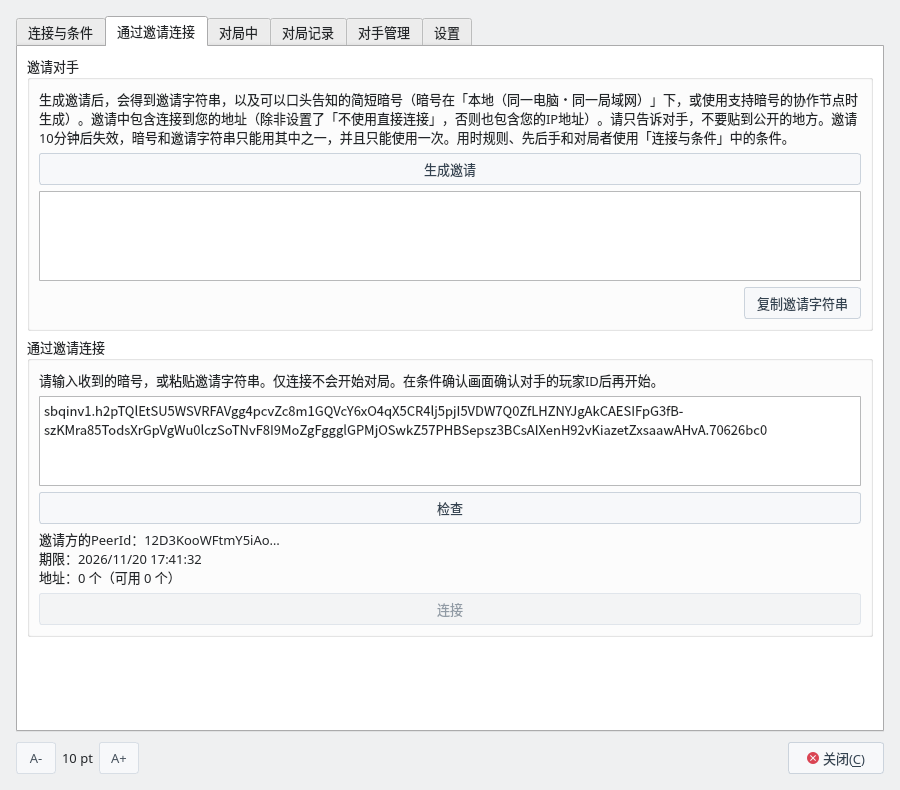 连接与条件
通过邀请连接
对局中
对局记录
对手管理
设置
邀请对手
生成邀请后，会得到邀请字符串，以及可以口头告知的简短暗号（暗号在「本地（同一电脑・同一局域网）」下，或使用支持暗号的协作节点时
生成）。邀请中包含连接到您的地址（除非设置了「不使用直接连接」，否则也包含您的IP地址）。请只告诉对手，不要贴到公开的地方。邀请
10分钟后失效，暗号和邀请字符串只能用其中之一，并且只能使用一次。用时规则、先后手和对局者使用「连接与条件」中的条件。
生成邀请
复制邀请字符串
通过邀请连接
请输入收到的暗号，或粘贴邀请字符串。仅连接不会开始对局。在条件确认画面确认对手的玩家ID后再开始。
sbqinv1.h2pTQlEtSU5WSVRFAVgg4pcvZc8m1GQVcY6xO4qX5CR4lj5pjI5VDW7Q0ZfLHZNYJgAkCAESIFpG3fB-
szKMra85TodsXrGpVgWu0lczSoTNvF8I9MoZgFggglGPMjOSwkZ57PHBSepsz3BCsAIXenH92vKiazetZxsaawAHvA.70626bc0
检查
邀请方的PeerId：12D3KooWFtmY5iAo…
期限：2026/11/20 17:41:32
地址：0 个（可用 0 个）
连接
A-
10 pt
A+
关闭(C)